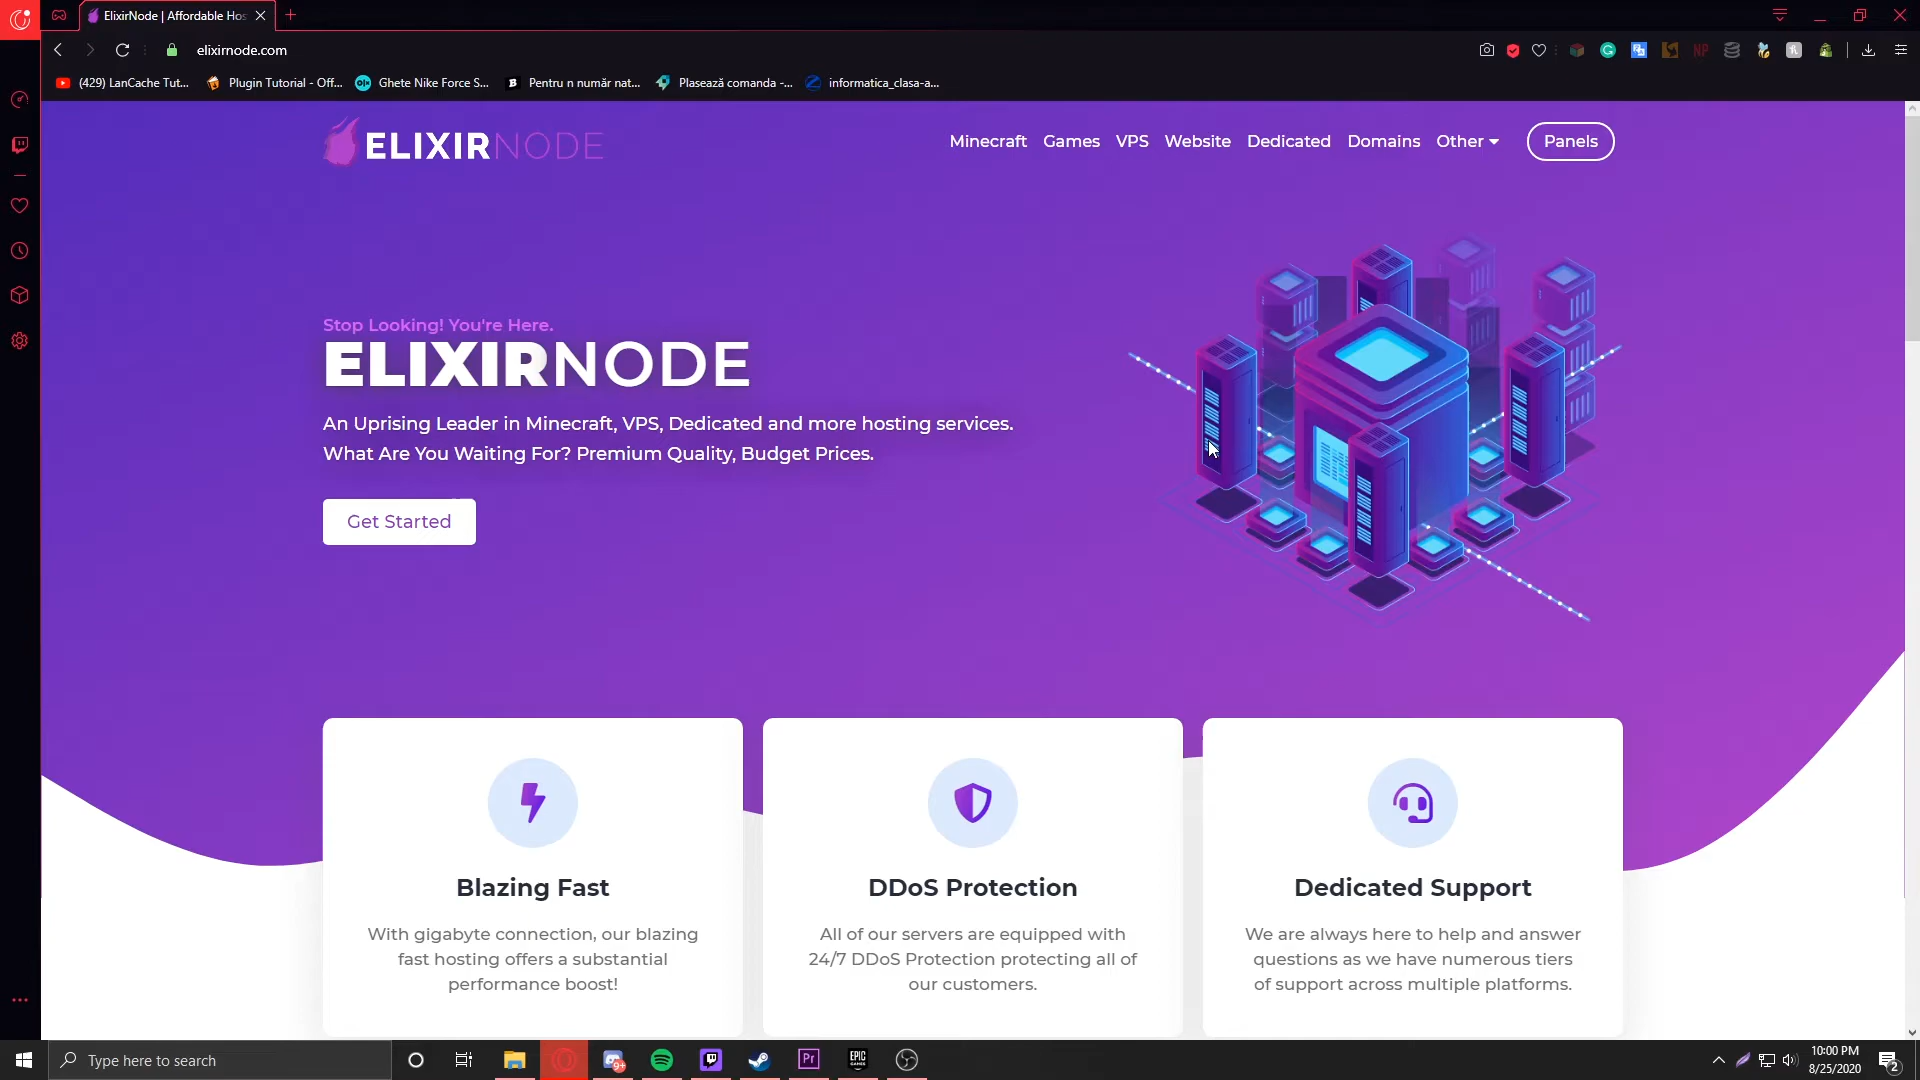 ElixirNode | Affordable Hos
elixirnode.com
NP
(429) LanCache Tut...
Plugin Tutorial - Off...
Ghete Nike Force S...
Pentru n număr nat...
Plasează comanda -...
informatica_clasa-a...
ELIXIRNODE
Minecraft
Games
VPS
Website
Dedicated
Domains
Other
Panels
Stop Looking! You're Here.
ELIXIRNODE
An Uprising Leader in Minecraft, VPS, Dedicated and more hosting services.
What Are You Waiting For? Premium Quality, Budget Prices.
Get Started
Blazing Fast
With gigabyte connection, our blazing
fast hosting offers a substantial
performance boost!
DDoS Protection
All of our servers are equipped with
24/7 DDoS Protection protecting all of
our customers.
Dedicated Support
We are always here to help and answer
questions as we have numerous tiers
of support across multiple platforms.
Type here to search
9+
Pr
EPIC
GAMES
10:00 PM
8/25/2020
2